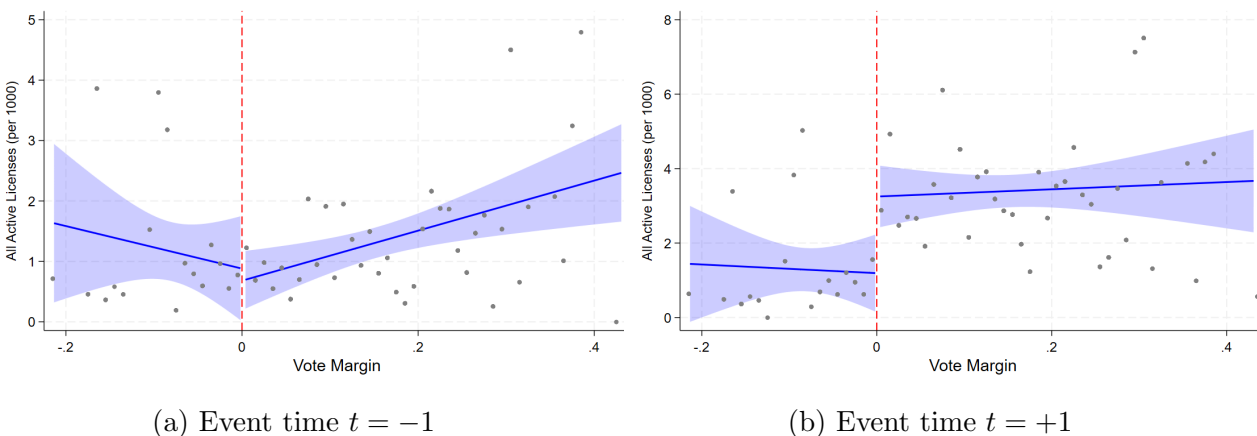 All Active Licenses (per 1000)
5
4
3
2
1
0
-.2 0 .2 .4
Vote Margin
(a) Event time t = −1
All Active Licenses (per 1000)
8
6
4
2
0
-.2 0 .2 .4
Vote Margin
(b) Event time t = +1